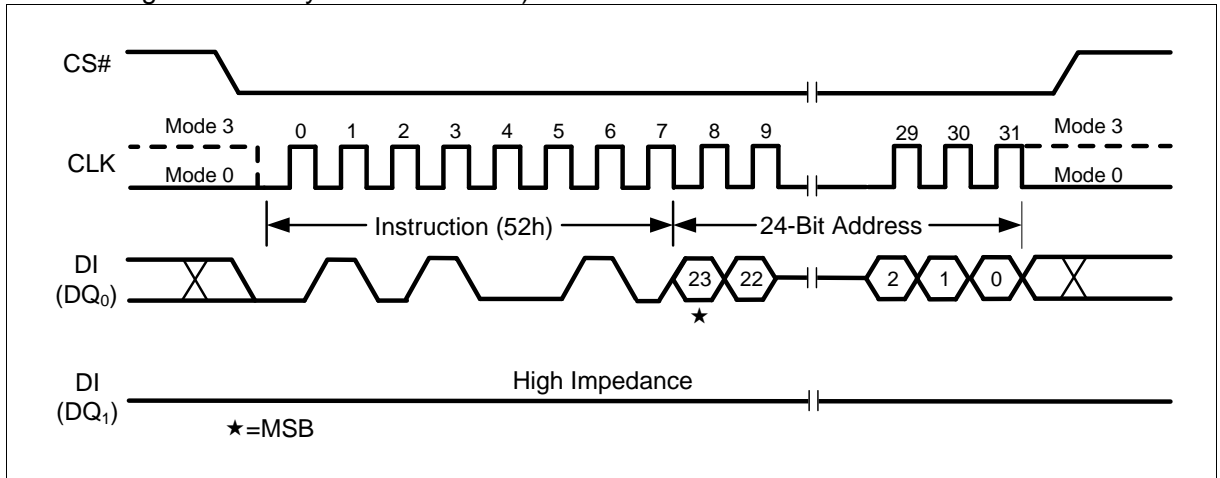 CS#
Mode 3
0 1 2 3 4 5 6 7 8 9 29 30 31
Mode 3
CLK
Mode 0
Mode 0
Instruction (52h)
24-Bit Address
DI
(DQ₀)
23 22 2 1 0
★
High Impedance
DI
(DQ₁)
★=MSB